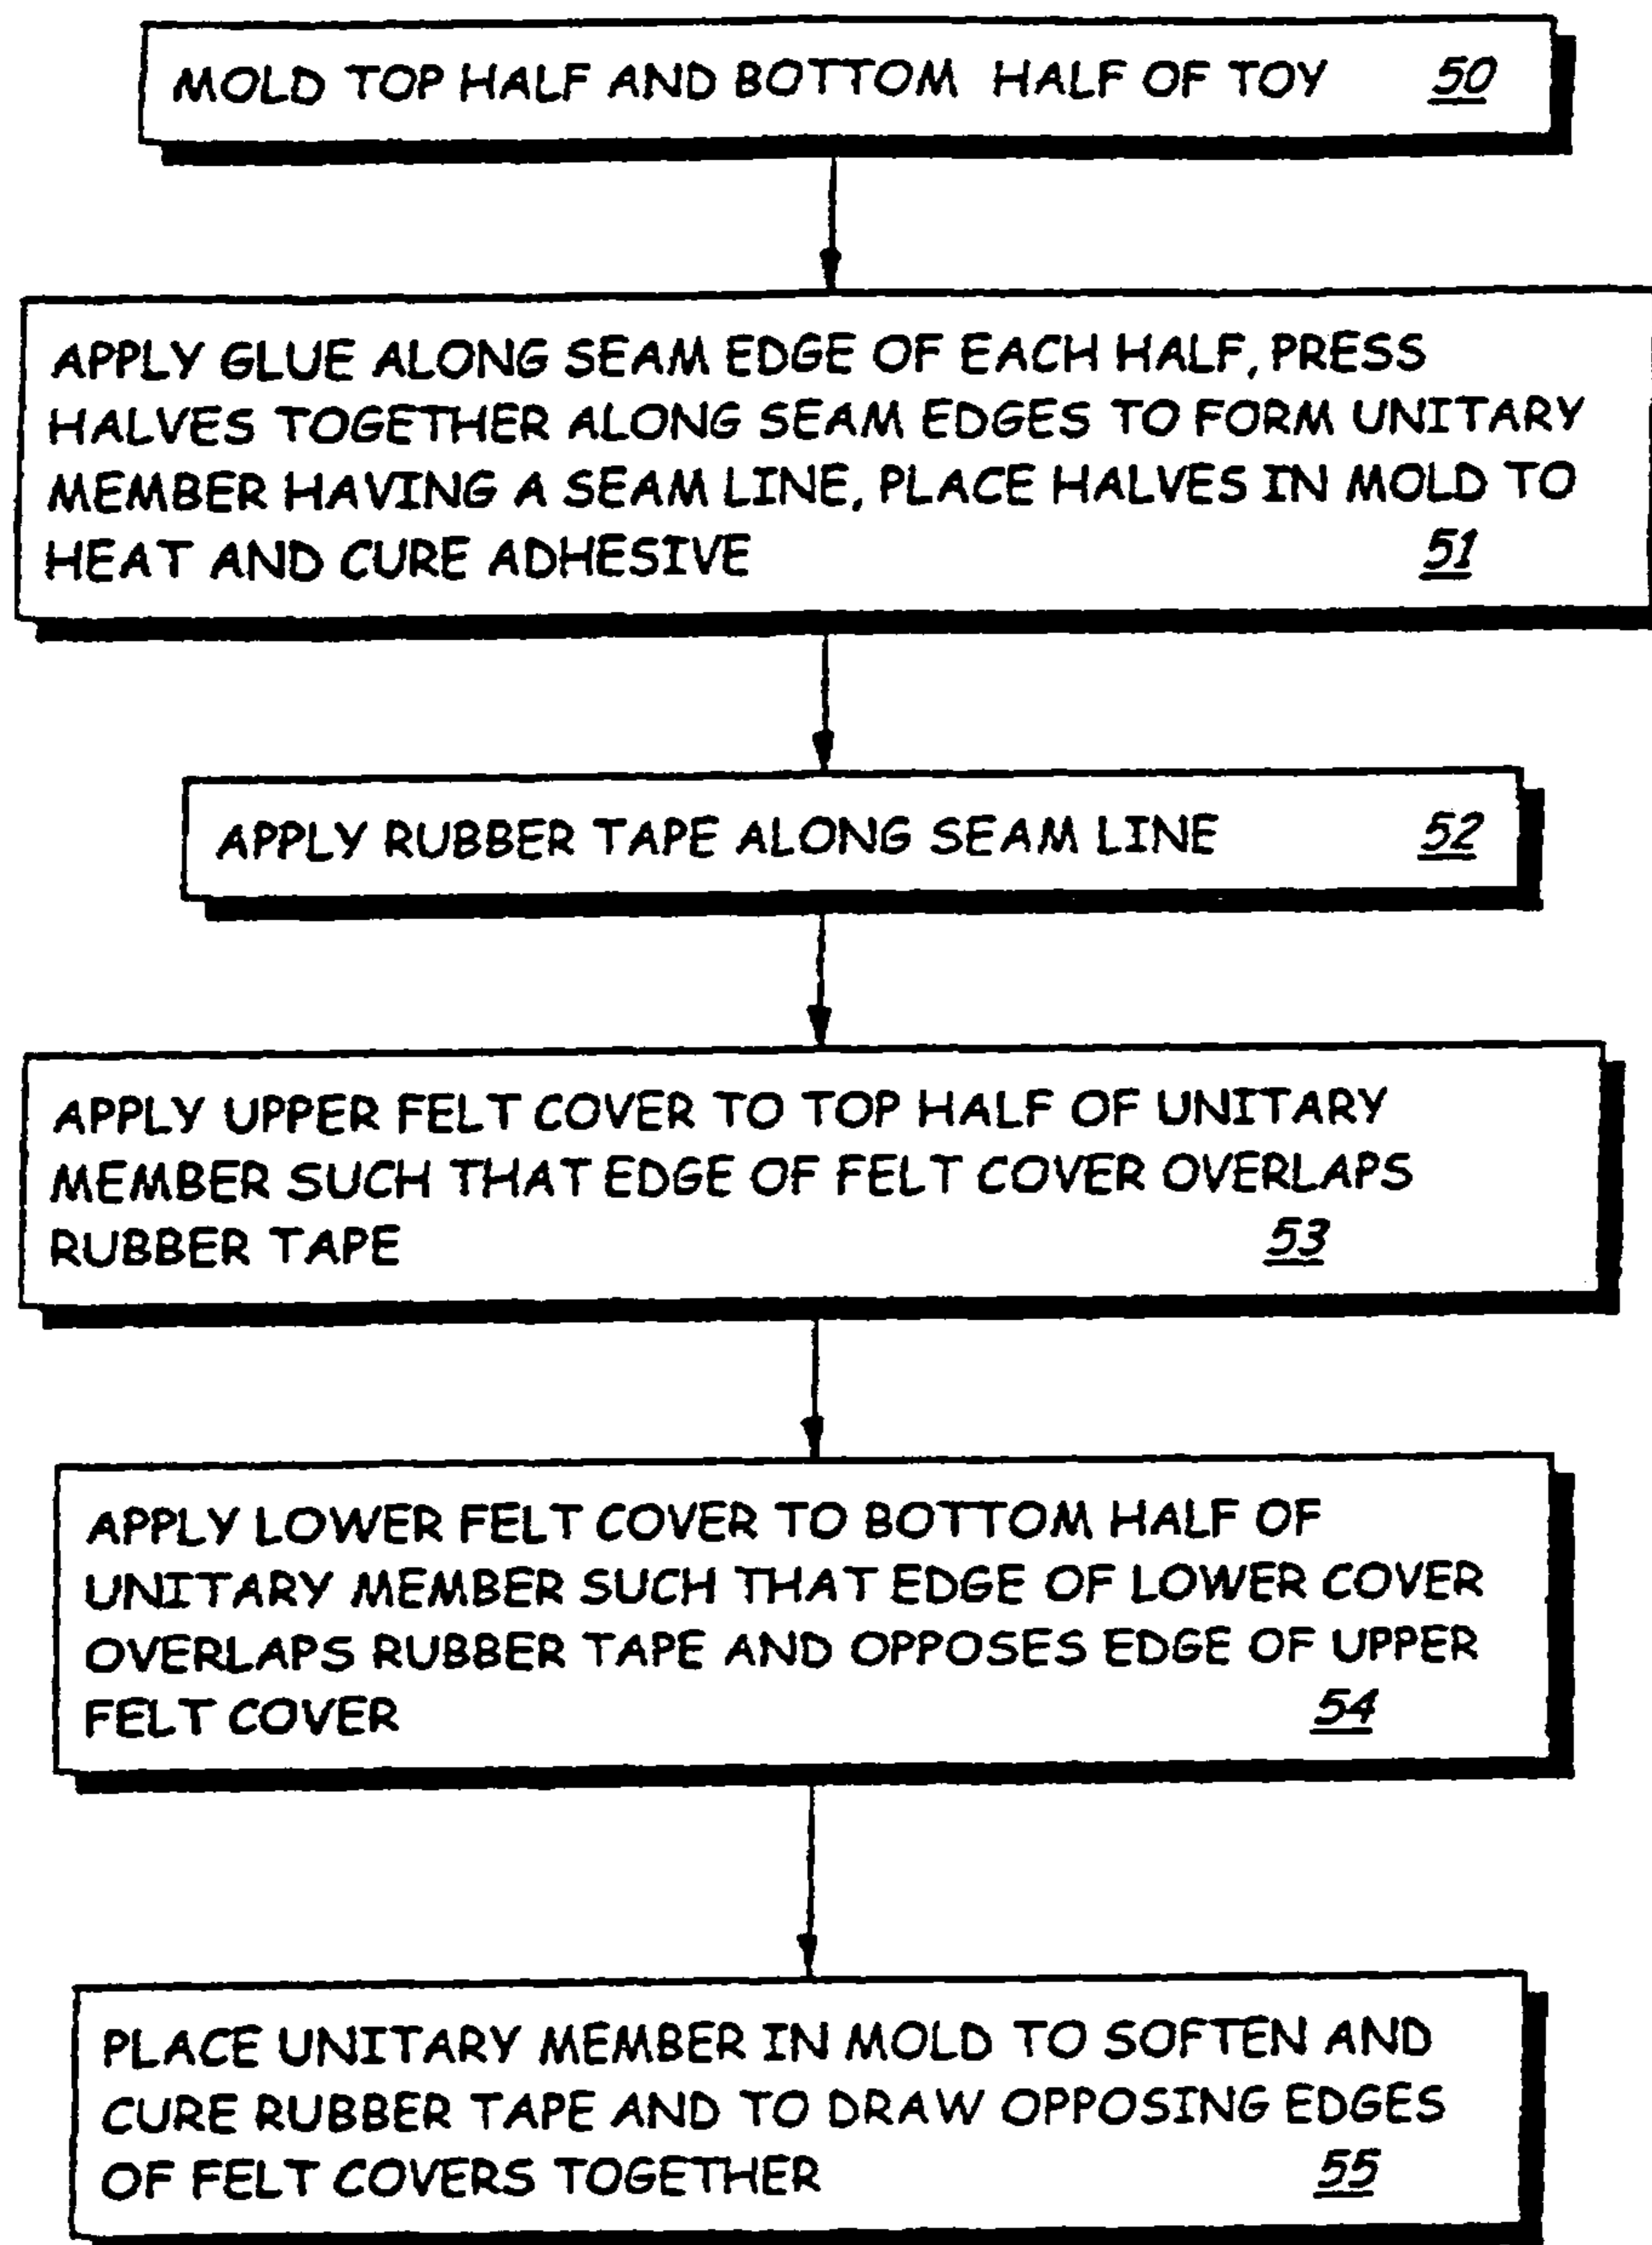 MOLD TOP HALF AND BOTTOM HALF OF TOY 50
APPLY GLUE ALONG SEAM EDGE OF EACH HALF, PRESS
HALVES TOGETHER ALONG SEAM EDGES TO FORM UNITARY
MEMBER HAVING A SEAM LINE, PLACE HALVES IN MOLD TO
HEAT AND CURE ADHESIVE 51
APPLY RUBBER TAPE ALONG SEAM LINE 52
APPLY UPPER FELT COVER TO TOP HALF OF UNITARY
MEMBER SUCH THAT EDGE OF FELT COVER OVERLAPS
RUBBER TAPE 53
APPLY LOWER FELT COVER TO BOTTOM HALF OF
UNITARY MEMBER SUCH THAT EDGE OF LOWER COVER
OVERLAPS RUBBER TAPE AND OPPOSES EDGE OF UPPER
FELT COVER 54
PLACE UNITARY MEMBER IN MOLD TO SOFTEN AND
CURE RUBBER TAPE AND TO DRAW OPPOSING EDGES
OF FELT COVERS TOGETHER 55